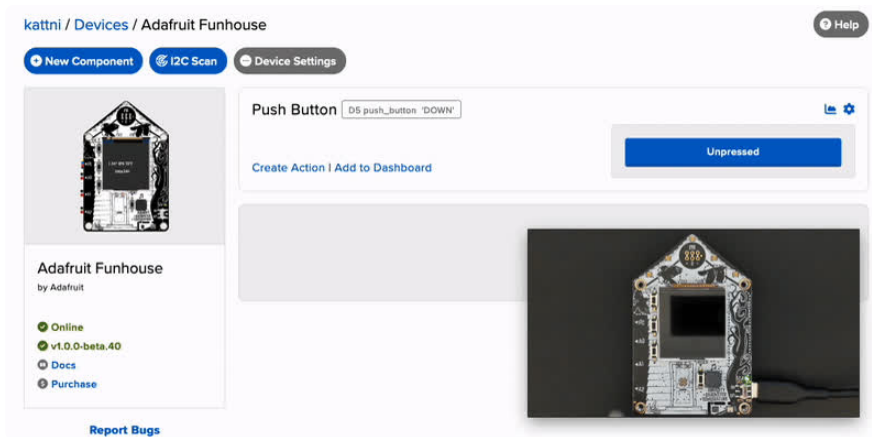 kattni / Devices / Adafruit Funhouse
Help
New Component
I2C Scan
Device Settings
Push Button
D5 push_button 'DOWN'
Unpressed
Create Action | Add to Dashboard
Adafruit Funhouse
by Adafruit
Online
v1.0.0-beta.40
Docs
Purchase
Report Bugs